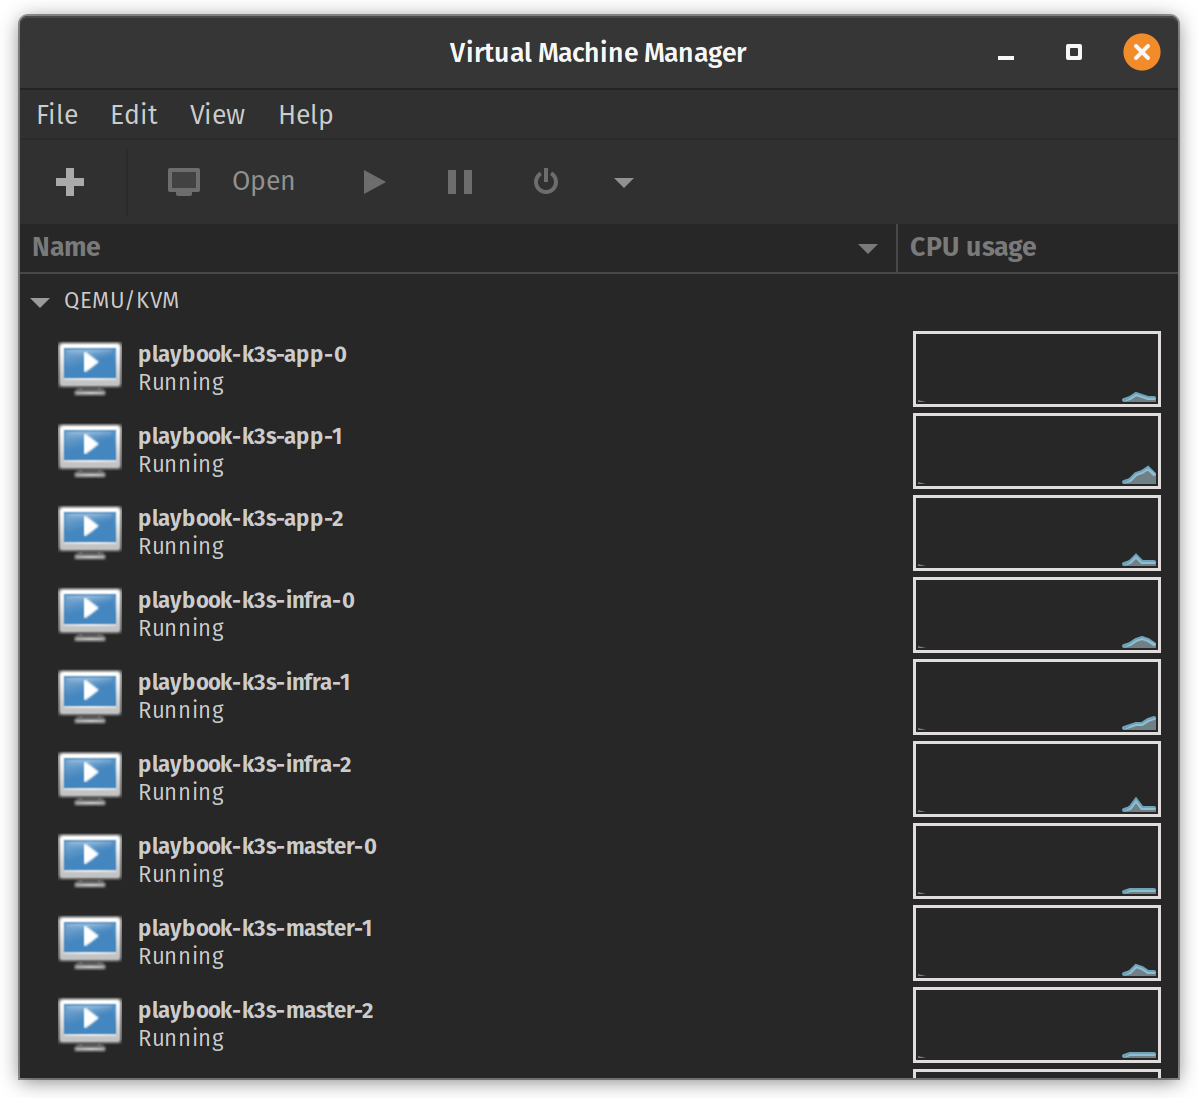 Virtual Machine Manager
File Edit View Help
Open
Name CPU usage
QEMU/KVM
playbook-k3s-app-0
Running
playbook-k3s-app-1
Running
playbook-k3s-app-2
Running
playbook-k3s-infra-0
Running
playbook-k3s-infra-1
Running
playbook-k3s-infra-2
Running
playbook-k3s-master-0
Running
playbook-k3s-master-1
Running
playbook-k3s-master-2
Running